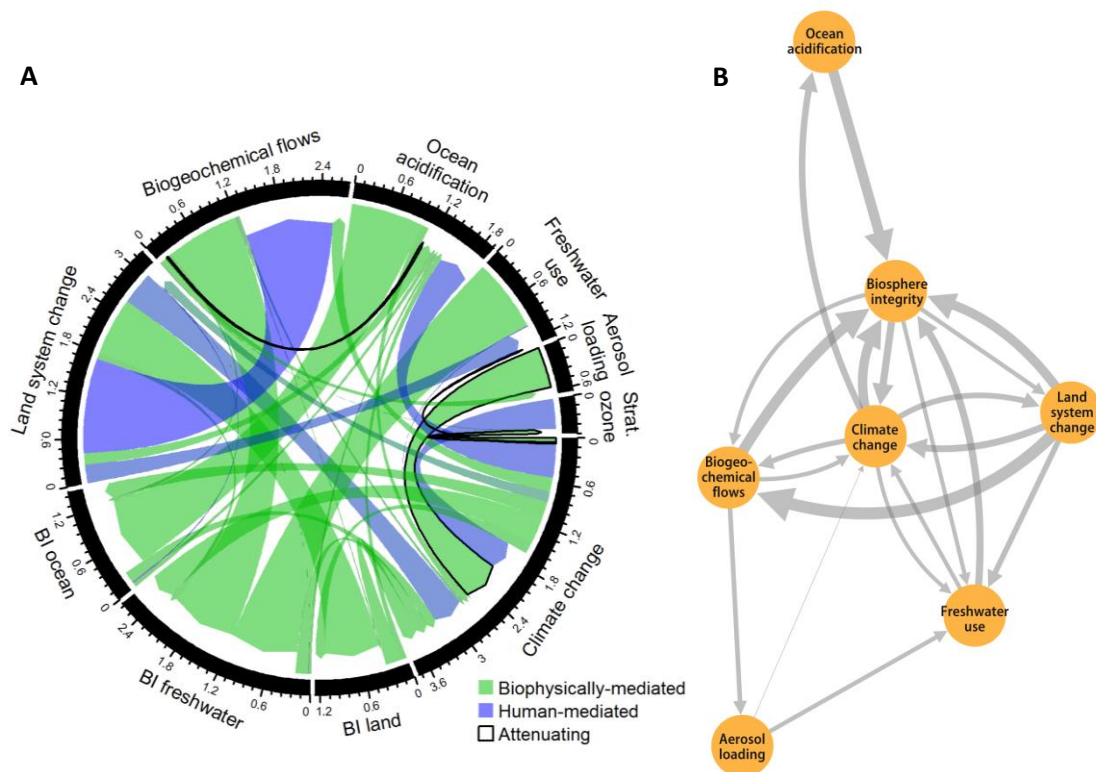 A
B
Biogeochemical flows
0
0.6
1.2
1.8
2.4
Ocean
acidification
0
0.6
1.2
1.8
Freshwater
use
0
0.6
1.2
Aerosol
loading
0
0.6
Strat.
ozone
0
Climate change
0
0.6
1.2
1.8
2.4
3
3.6
BI land
0
0.6
1.2
BI freshwater
0
0.6
1.2
1.8
2.4
BI ocean
0
0.6
1.2
Land system change
0
0.6
1.2
1.8
2.4
3
Biophysically-mediated
Human-mediated
Attenuating
Ocean
acidification
Biosphere
integrity
Climate
change
Land
system
change
Biogeo-
chemical
flows
Freshwater
use
Aerosol
loading